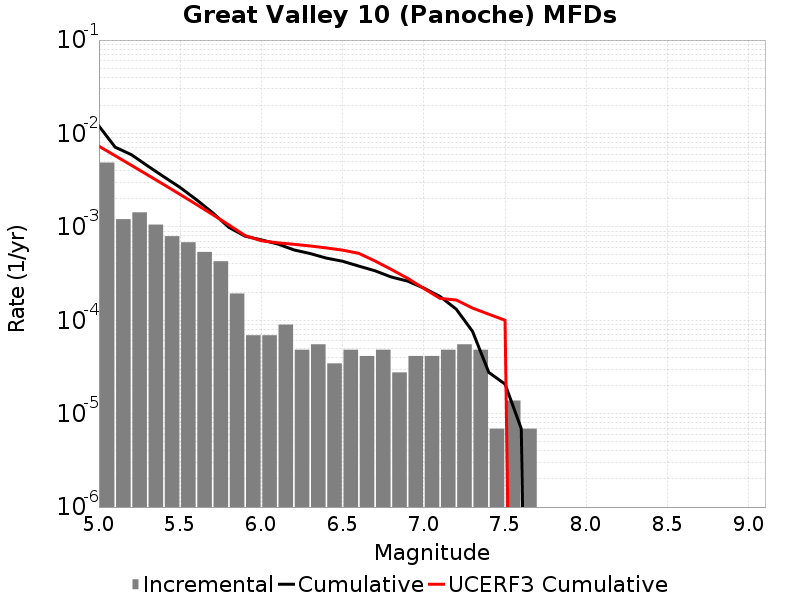 Great Valley 10 (Panoche) MFDs
10^-1
10^-2
10^-3
10^-4
10^-5
10^-6
Rate (1/yr)
5.0 5.5 6.0 6.5 7.0 7.5 8.0 8.5 9.0
Magnitude
Incremental Cumulative UCERF3 Cumulative